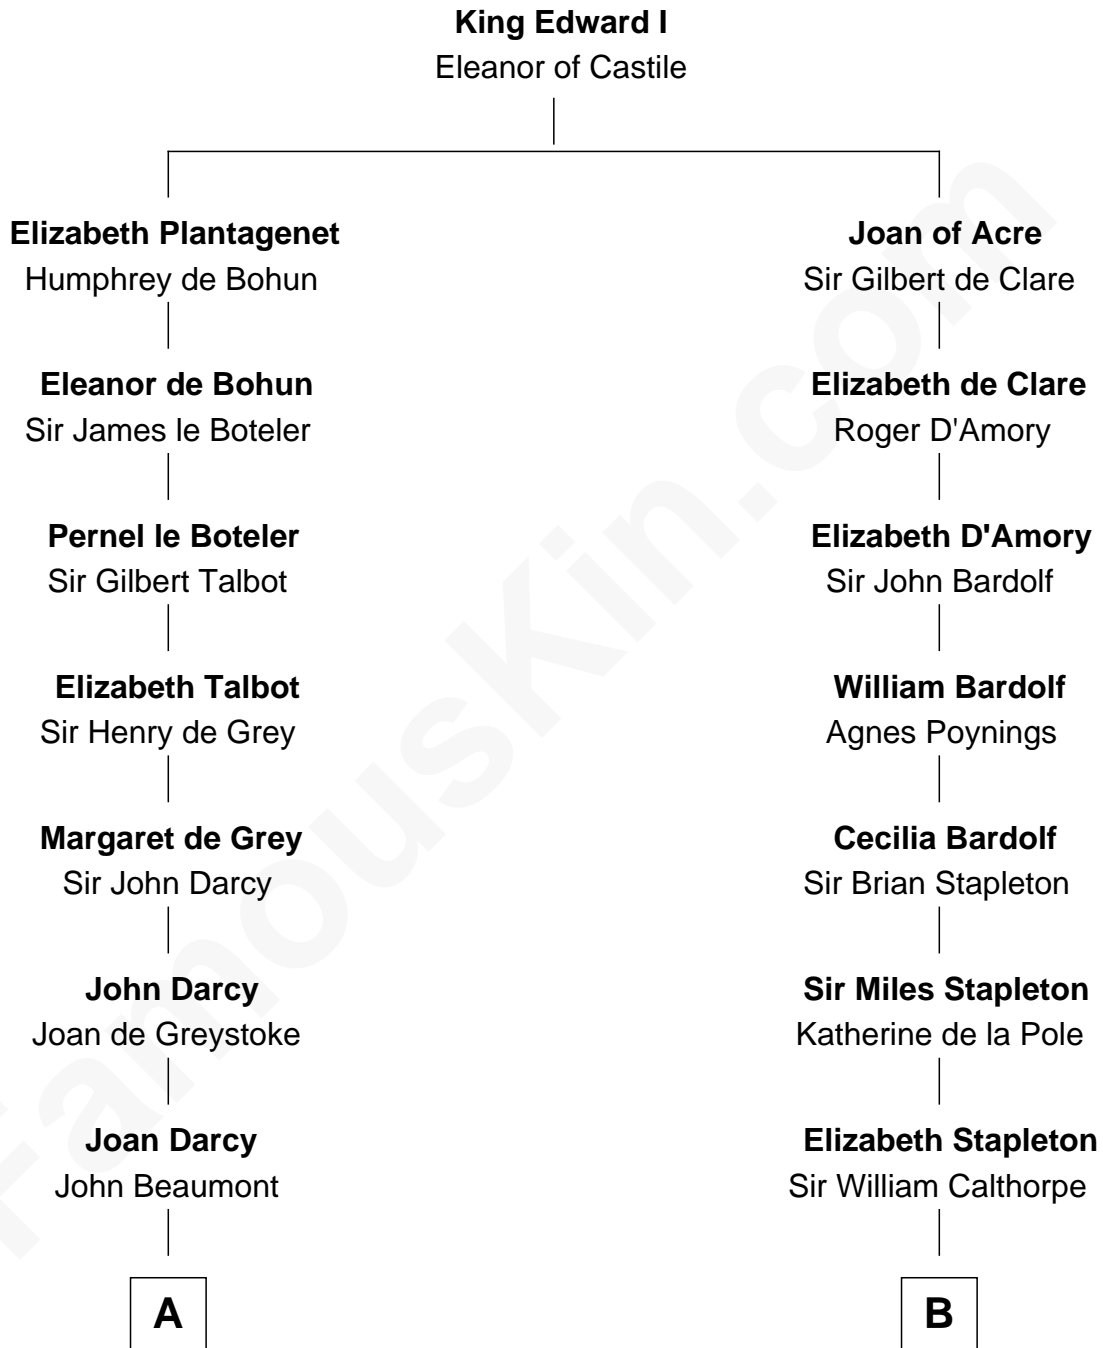 King Edward I
Eleanor of Castile
Elizabeth Plantagenet
Humphrey de Bohun
Eleanor de Bohun
Sir James le Boteler
Pernel le Boteler
Sir Gilbert Talbot
Elizabeth Talbot
Sir Henry de Grey
Margaret de Grey
Sir John Darcy
John Darcy
Joan de Greystoke
Joan Darcy
John Beaumont
A
Joan of Acre
Sir Gilbert de Clare
Elizabeth de Clare
Roger D'Amory
Elizabeth D'Amory
Sir John Bardolf
William Bardolf
Agnes Poynings
Cecilia Bardolf
Sir Brian Stapleton
Sir Miles Stapleton
Katherine de la Pole
Elizabeth Stapleton
Sir William Calthorpe
B
FamousKin.com